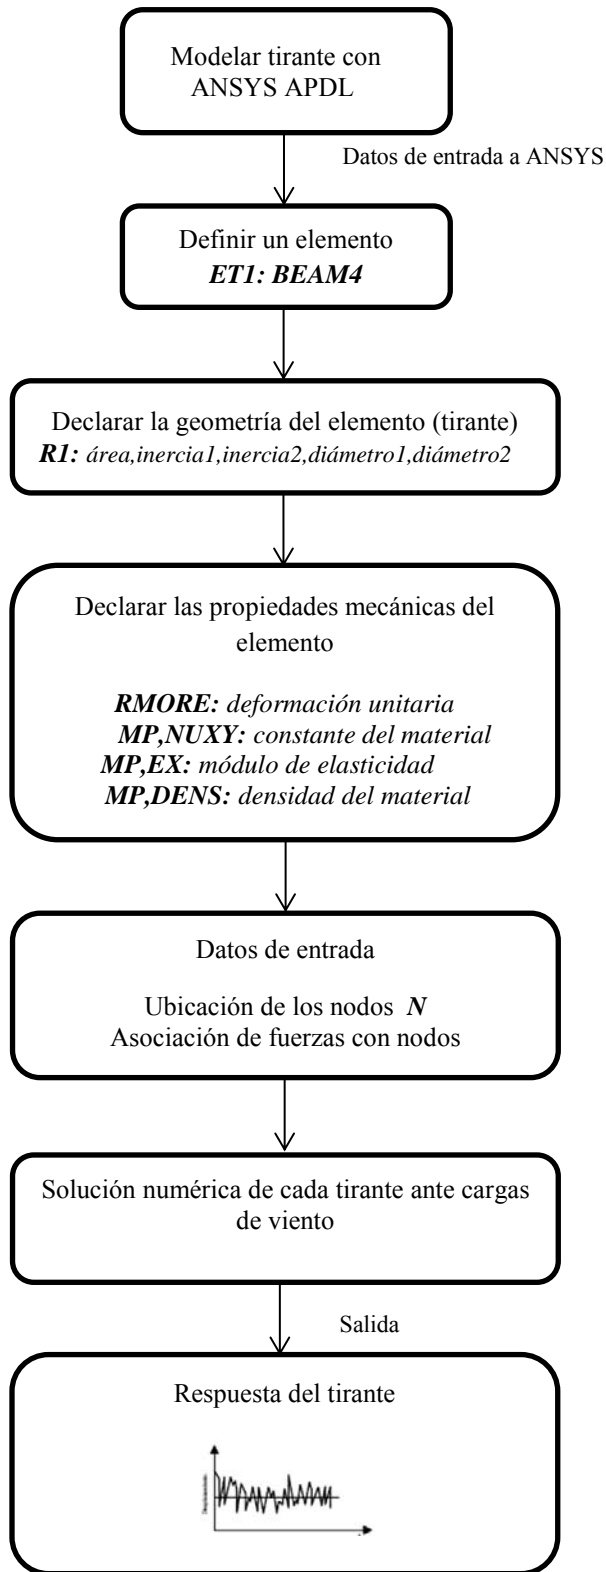 Modelar tirante con
ANSYS APDL
Datos de entrada a ANSYS
Definir un elemento
ET1: BEAM4
Declarar la geometría del elemento (tirante)
R1: área,inercia1,inercia2,diámetro1,diámetro2
Declarar las propiedades mecánicas del
elemento
RMORE: deformación unitaria
MP,NUXY: constante del material
MP,EX: módulo de elasticidad
MP,DENS: densidad del material
Datos de entrada
Ubicación de los nodos N
Asociación de fuerzas con nodos
Solución numérica de cada tirante ante cargas
de viento
Salida
Respuesta del tirante